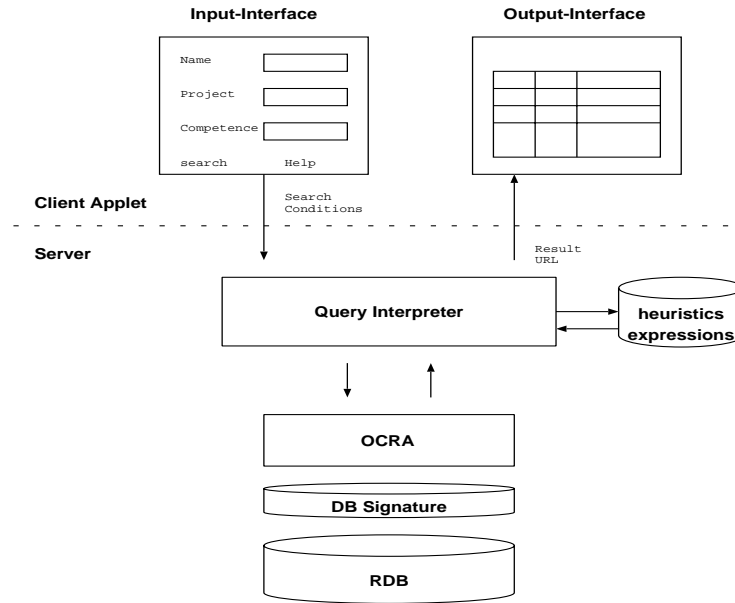 Input-Interface
Output-Interface
Name
Project
Competence
search Help
Client Applet
Search
Conditions
Server
Result
URL
Query Interpreter
heuristics
expressions
OCRA
DB Signature
RDB